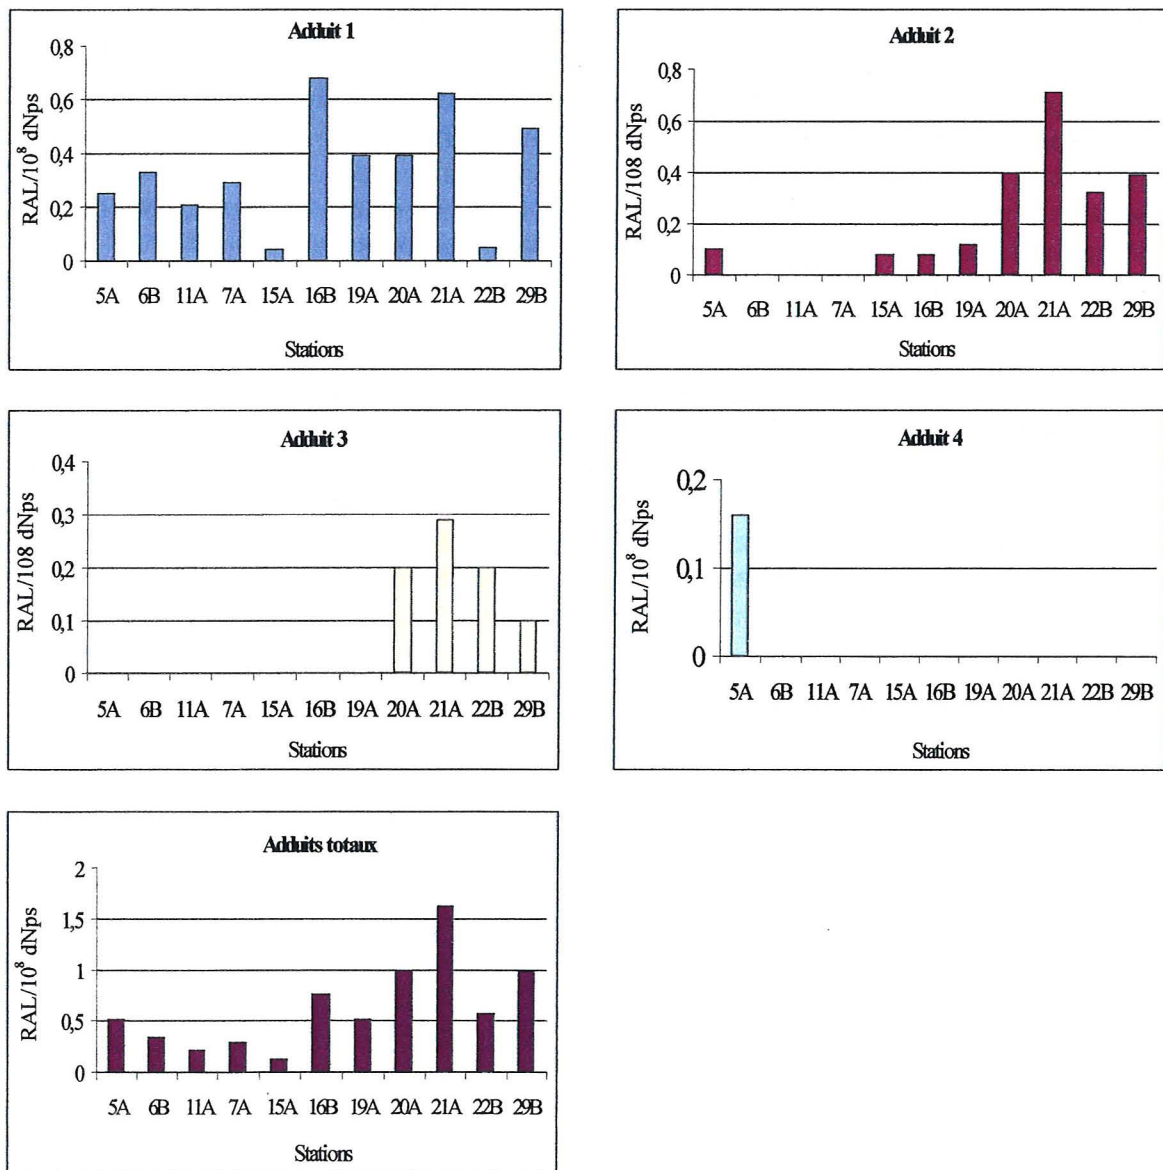 Adduit 1
RAL/10⁸ dNps
0,8
0,6
0,4
0,2
0
5A 6B 11A 7A 15A 16B 19A 20A 21A 22B 29B
Stations
Adduit 2
RAL/108 dNps
0,8
0,6
0,4
0,2
0
5A 6B 11A 7A 15A 16B 19A 20A 21A 22B 29B
Stations
Adduit 3
RAL/108 dNps
0,4
0,3
0,2
0,1
0
5A 6B 11A 7A 15A 16B 19A 20A 21A 22B 29B
Stations
Adduit 4
RAL/10⁸ dNps
0,2
0,1
0
5A 6B 11A 7A 15A 16B 19A 20A 21A 22B 29B
Stations
Adduits totaux
RAL/10⁸ dNps
2
1,5
1
0,5
0
5A 6B 11A 7A 15A 16B 19A 20A 21A 22B 29B
Stations